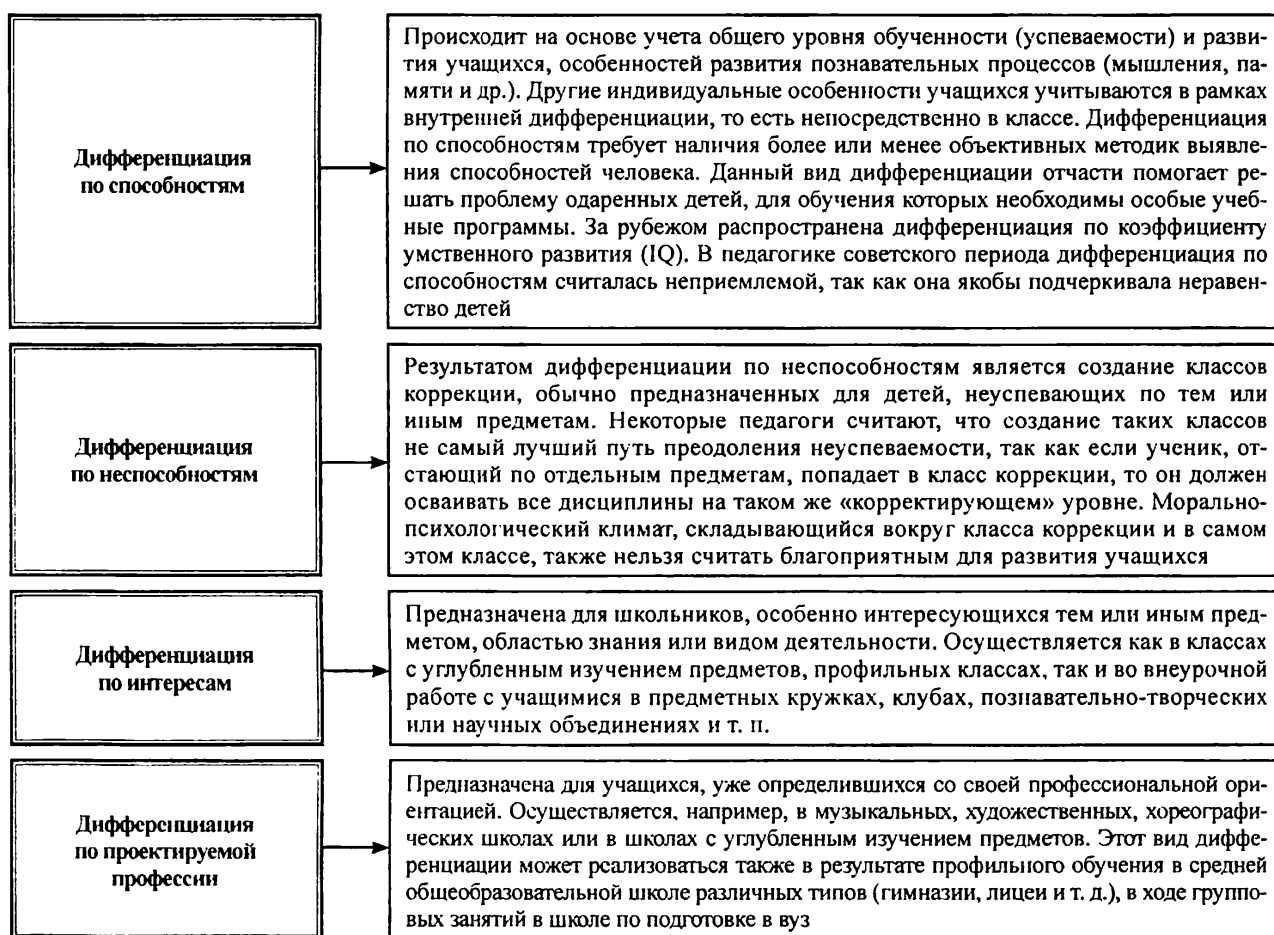 Дифференциация
по способностям
Происходит на основе учета общего уровня обученности (успеваемости) и разви-
тия учащихся, особенностей развития познавательных процессов (мышления, па-
мяти и др.). Другие индивидуальные особенности учащихся учитываются в рамках
внутренней дифференциации, то есть непосредственно в классе. Дифференциация
по способностям требует наличия более или менее объективных методик выявле-
ния способностей человека. Данный вид дифференциации отчасти помогает ре-
шать проблему одаренных детей, для обучения которых необходимы особые учеб-
ные программы. За рубежом распространена дифференциация по коэффициенту
умственного развития (IQ). В педагогике советского периода дифференциация по
способностям считалась неприемлемой, так как она якобы подчеркивала неравен-
ство детей
Дифференциация
по неспособностям
Результатом дифференциации по неспособностям является создание классов
коррекции, обычно предназначенных для детей, неуспевающих по тем или
иным предметам. Некоторые педагоги считают, что создание таких классов
не самый лучший путь преодоления неуспеваемости, так как если ученик, от-
стающий по отдельным предметам, попадает в класс коррекции, то он должен
осваивать все дисциплины на таком же «корректирующем» уровне. Морально-
психологический климат, складывающийся вокруг класса коррекции и в самом
этом классе, также нельзя считать благоприятным для развития учащихся
Дифференциация
по интересам
Предназначена для школьников, особенно интересующихся тем или иным пред-
метом, областью знания или видом деятельности. Осуществляется как в классах
с углубленным изучением предметов, профильных классах, так и во внеурочной
работе с учащимися в предметных кружках, клубах, познавательно-творческих
или научных объединениях и т. п.
Дифференциация
по проектируемой
профессии
Предназначена для учащихся, уже определившихся со своей профессиональной ори-
ентацией. Осуществляется, например, в музыкальных, художественных, хореографи-
ческих школах или в школах с углубленным изучением предметов. Этот вид диффе-
ренциации может реализоваться также в результате профильного обучения в средней
общеобразовательной школе различных типов (гимназии, лицеи и т. д.), в ходе группо-
вых занятий в школе по подготовке в вуз